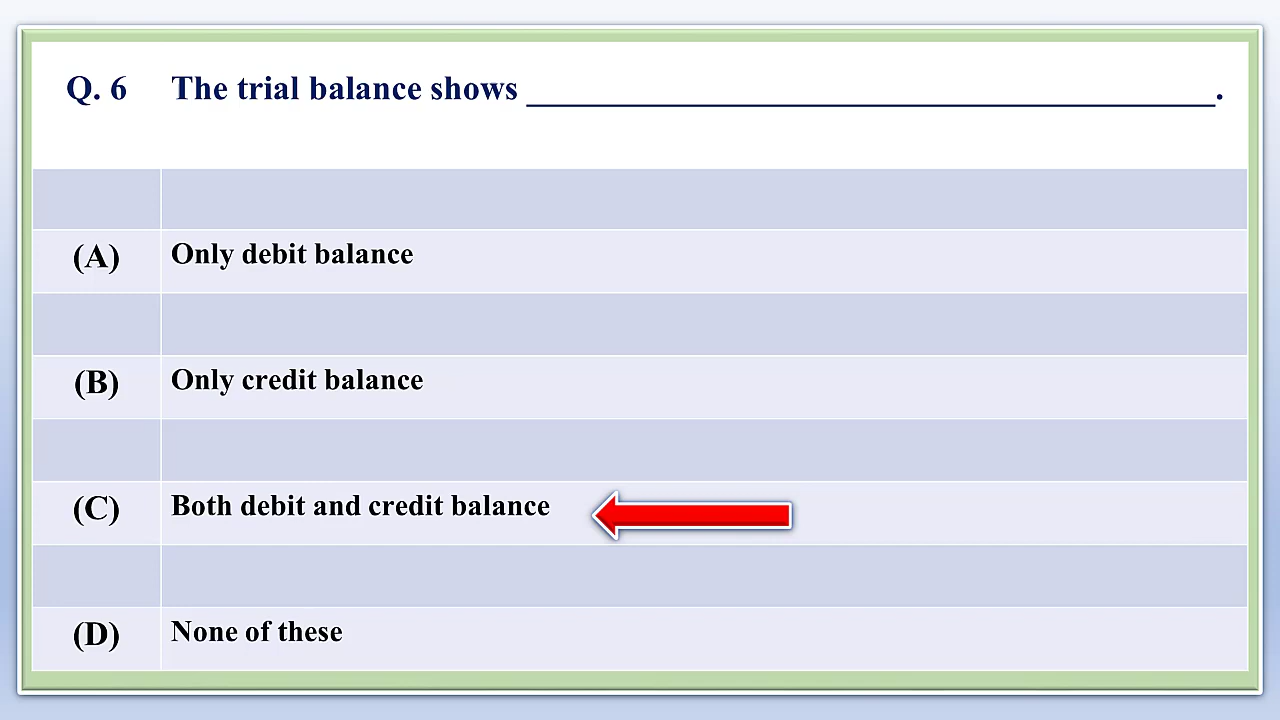 Q. 6 The trial balance shows ________________________________________.
(A) Only debit balance
(B) Only credit balance
(C) Both debit and credit balance
(D) None of these